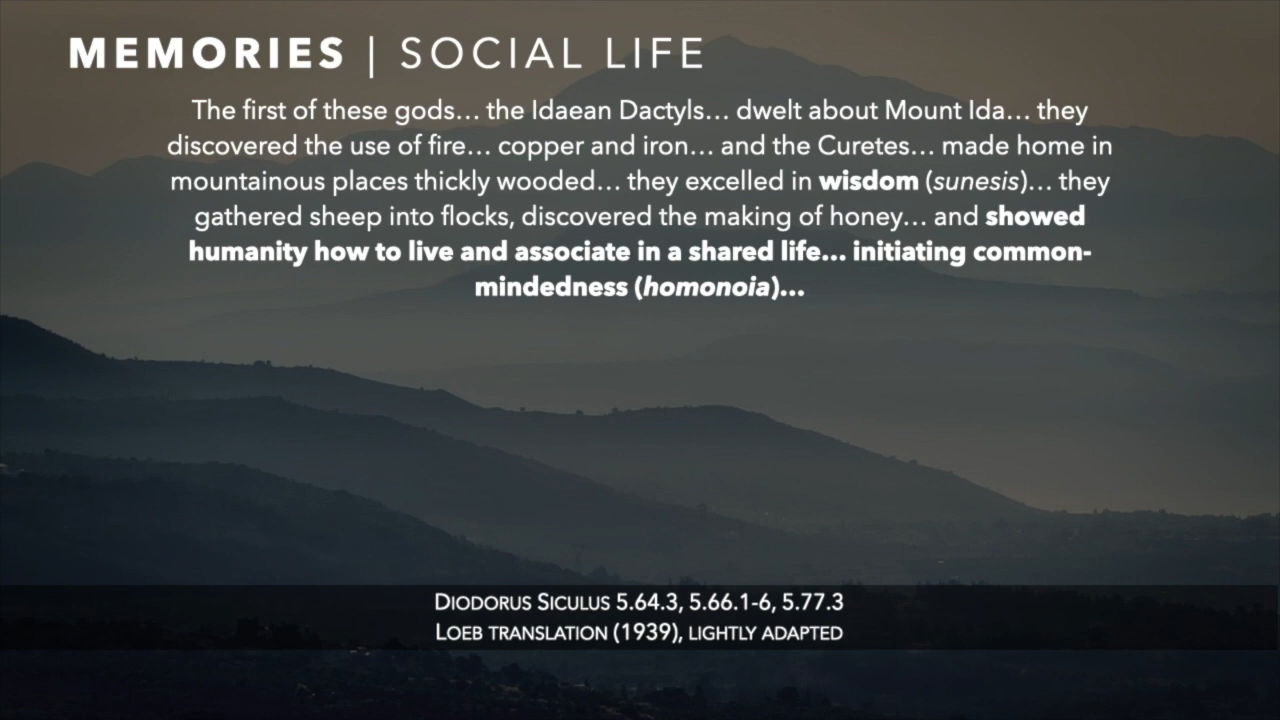 MEMORIES | SOCIAL LIFE
The first of these gods… the Idaean Dactyls… dwelt about Mount Ida… they
discovered the use of fire… copper and iron… and the Curetes… made home in
mountainous places thickly wooded… they excelled in wisdom (sunesis)… they
gathered sheep into flocks, discovered the making of honey… and showed
humanity how to live and associate in a shared life… initiating common-
mindedness (homonoia)…
DIODORUS SICULUS 5.64.3, 5.66.1-6, 5.77.3
LOEB TRANSLATION (1939), LIGHTLY ADAPTED